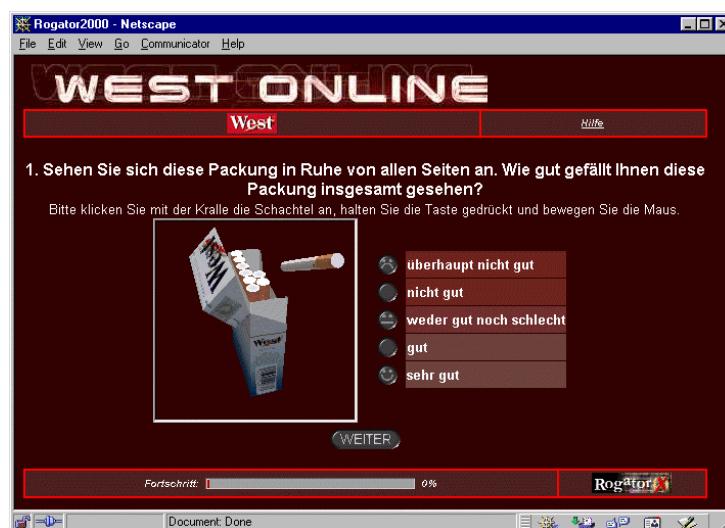 Rogator2000 - Netscape
File Edit View Go Communicator Help
WEST ONLINE
West
Hilfe
1. Sehen Sie sich diese Packung in Ruhe von allen Seiten an. Wie gut gefällt Ihnen diese
Packung insgesamt gesehen?
Bitte klicken Sie mit der Kralle die Schachtel an, halten Sie die Taste gedrückt und bewegen Sie die Maus.
West
West
überhaupt nicht gut
nicht gut
weder gut noch schlecht
gut
sehr gut
WEITER
Fortschritt: 0%
Rogator
Document: Done